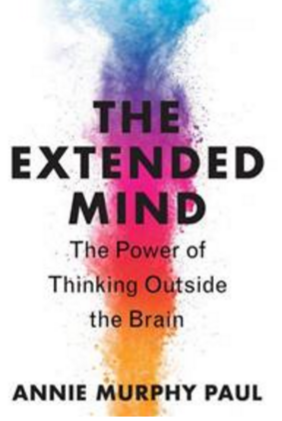 THE
EXTENDED
MIND
The Power of
Thinking Outside
the Brain
ANNIE MURPHY PAUL